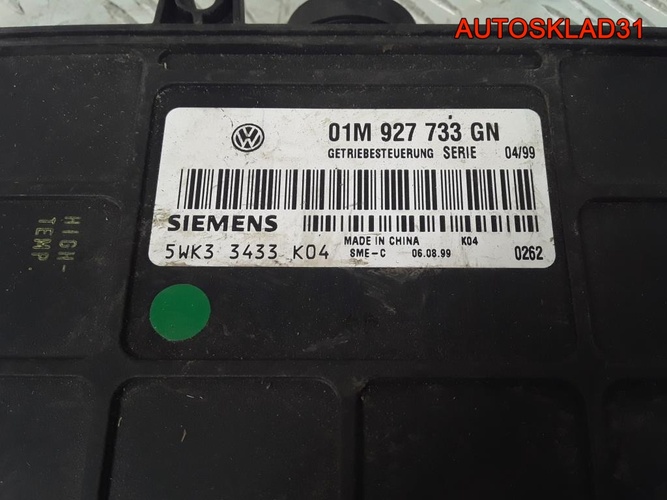 AUTOSKLAD31
01M 927 733 GN
GETRIEBESTEUERUNG SERIE 04/99
SIEMENS
MADE IN CHINA K04
5WK3 3433 K04 SME-C 06.08.99 0262
HIGH-
TEMP